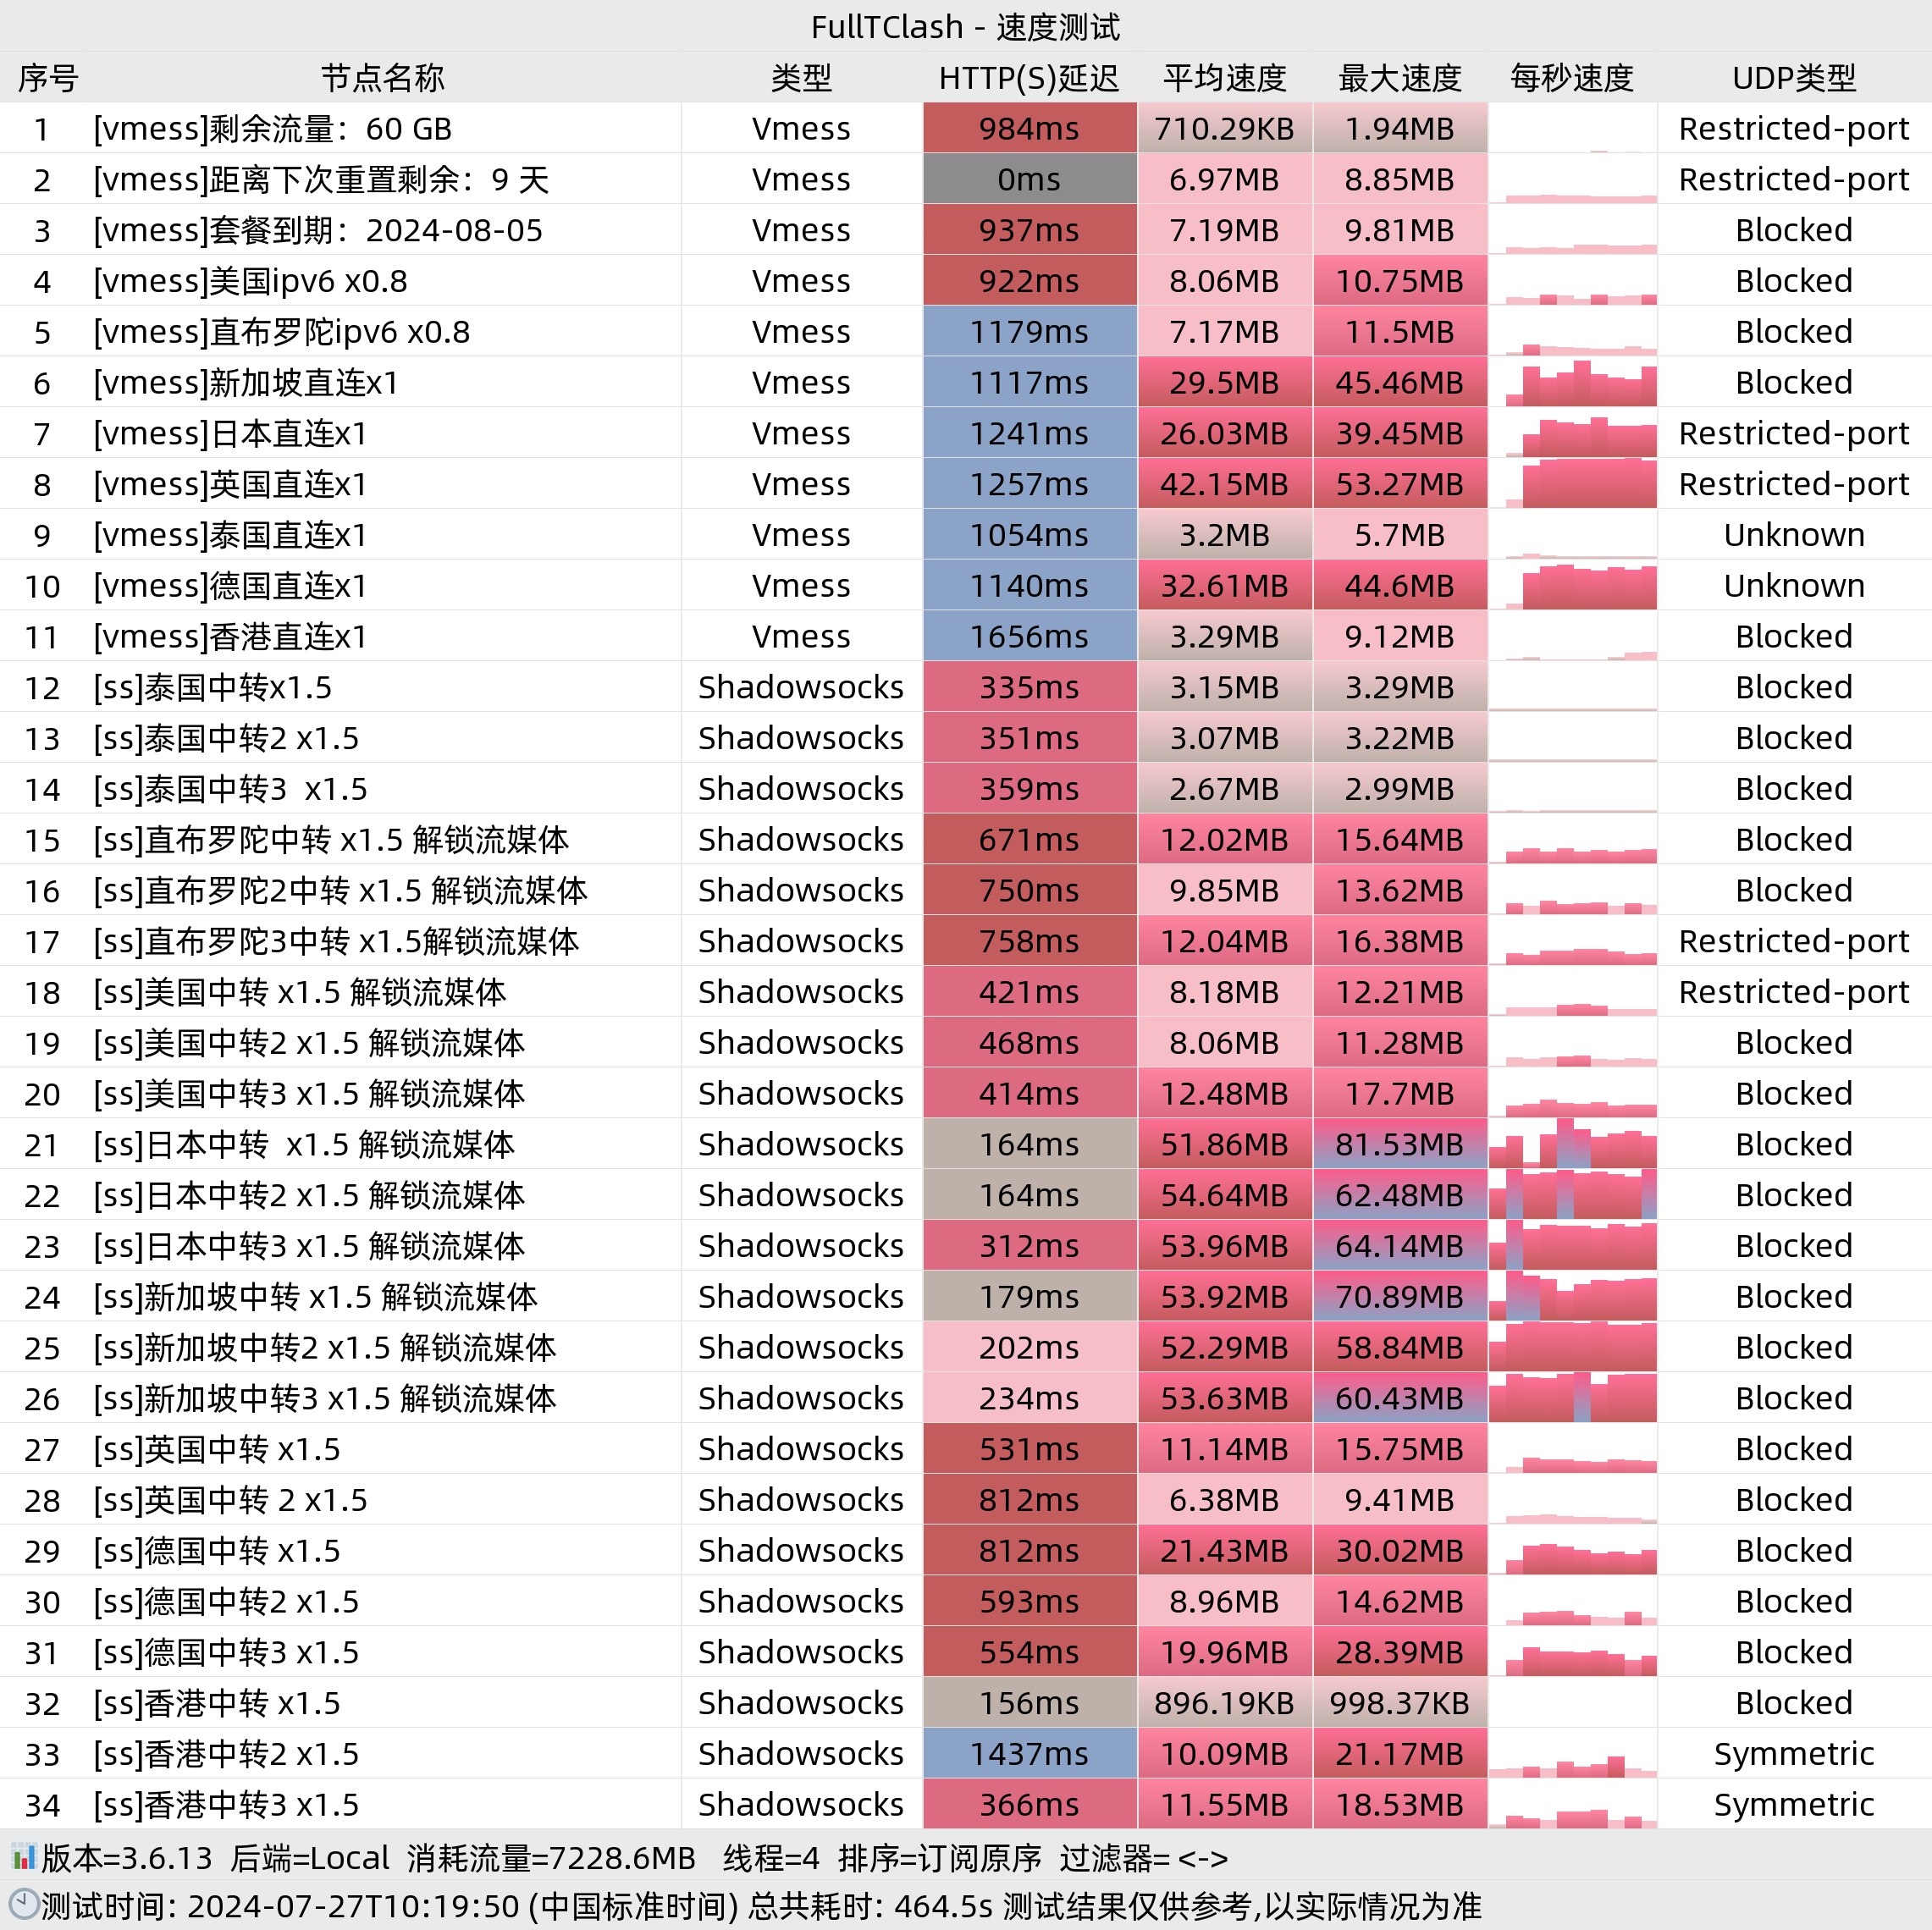 FullTClash - 速度测试
序号 节点名称 类型 HTTP(S)延迟 平均速度 最大速度 每秒速度 UDP类型
1 [vmess]剩余流量：60 GB Vmess 984ms 710.29KB 1.94MB Restricted-port
2 [vmess]距离下次重置剩余：9 天 Vmess 0ms 6.97MB 8.85MB Restricted-port
3 [vmess]套餐到期：2024-08-05 Vmess 937ms 7.19MB 9.81MB Blocked
4 [vmess]美国ipv6 x0.8 Vmess 922ms 8.06MB 10.75MB Blocked
5 [vmess]直布罗陀ipv6 x0.8 Vmess 1179ms 7.17MB 11.5MB Blocked
6 [vmess]新加坡直连x1 Vmess 1117ms 29.5MB 45.46MB Blocked
7 [vmess]日本直连x1 Vmess 1241ms 26.03MB 39.45MB Restricted-port
8 [vmess]英国直连x1 Vmess 1257ms 42.15MB 53.27MB Restricted-port
9 [vmess]泰国直连x1 Vmess 1054ms 3.2MB 5.7MB Unknown
10 [vmess]德国直连x1 Vmess 1140ms 32.61MB 44.6MB Unknown
11 [vmess]香港直连x1 Vmess 1656ms 3.29MB 9.12MB Blocked
12 [ss]泰国中转x1.5 Shadowsocks 335ms 3.15MB 3.29MB Blocked
13 [ss]泰国中转2 x1.5 Shadowsocks 351ms 3.07MB 3.22MB Blocked
14 [ss]泰国中转3  x1.5 Shadowsocks 359ms 2.67MB 2.99MB Blocked
15 [ss]直布罗陀中转 x1.5 解锁流媒体 Shadowsocks 671ms 12.02MB 15.64MB Blocked
16 [ss]直布罗陀2中转 x1.5 解锁流媒体 Shadowsocks 750ms 9.85MB 13.62MB Blocked
17 [ss]直布罗陀3中转 x1.5解锁流媒体 Shadowsocks 758ms 12.04MB 16.38MB Restricted-port
18 [ss]美国中转 x1.5 解锁流媒体 Shadowsocks 421ms 8.18MB 12.21MB Restricted-port
19 [ss]美国中转2 x1.5 解锁流媒体 Shadowsocks 468ms 8.06MB 11.28MB Blocked
20 [ss]美国中转3 x1.5 解锁流媒体 Shadowsocks 414ms 12.48MB 17.7MB Blocked
21 [ss]日本中转  x1.5 解锁流媒体 Shadowsocks 164ms 51.86MB 81.53MB Blocked
22 [ss]日本中转2 x1.5 解锁流媒体 Shadowsocks 164ms 54.64MB 62.48MB Blocked
23 [ss]日本中转3 x1.5 解锁流媒体 Shadowsocks 312ms 53.96MB 64.14MB Blocked
24 [ss]新加坡中转 x1.5 解锁流媒体 Shadowsocks 179ms 53.92MB 70.89MB Blocked
25 [ss]新加坡中转2 x1.5 解锁流媒体 Shadowsocks 202ms 52.29MB 58.84MB Blocked
26 [ss]新加坡中转3 x1.5 解锁流媒体 Shadowsocks 234ms 53.63MB 60.43MB Blocked
27 [ss]英国中转 x1.5 Shadowsocks 531ms 11.14MB 15.75MB Blocked
28 [ss]英国中转 2 x1.5 Shadowsocks 812ms 6.38MB 9.41MB Blocked
29 [ss]德国中转 x1.5 Shadowsocks 812ms 21.43MB 30.02MB Blocked
30 [ss]德国中转2 x1.5 Shadowsocks 593ms 8.96MB 14.62MB Blocked
31 [ss]德国中转3 x1.5 Shadowsocks 554ms 19.96MB 28.39MB Blocked
32 [ss]香港中转 x1.5 Shadowsocks 156ms 896.19KB 998.37KB Blocked
33 [ss]香港中转2 x1.5 Shadowsocks 1437ms 10.09MB 21.17MB Symmetric
34 [ss]香港中转3 x1.5 Shadowsocks 366ms 11.55MB 18.53MB Symmetric
版本=3.6.13 后端=Local 消耗流量=7228.6MB 线程=4 排序=订阅原序 过滤器= <->
测试时间: 2024-07-27T10:19:50 (中国标准时间) 总共耗时: 464.5s 测试结果仅供参考,以实际情况为准